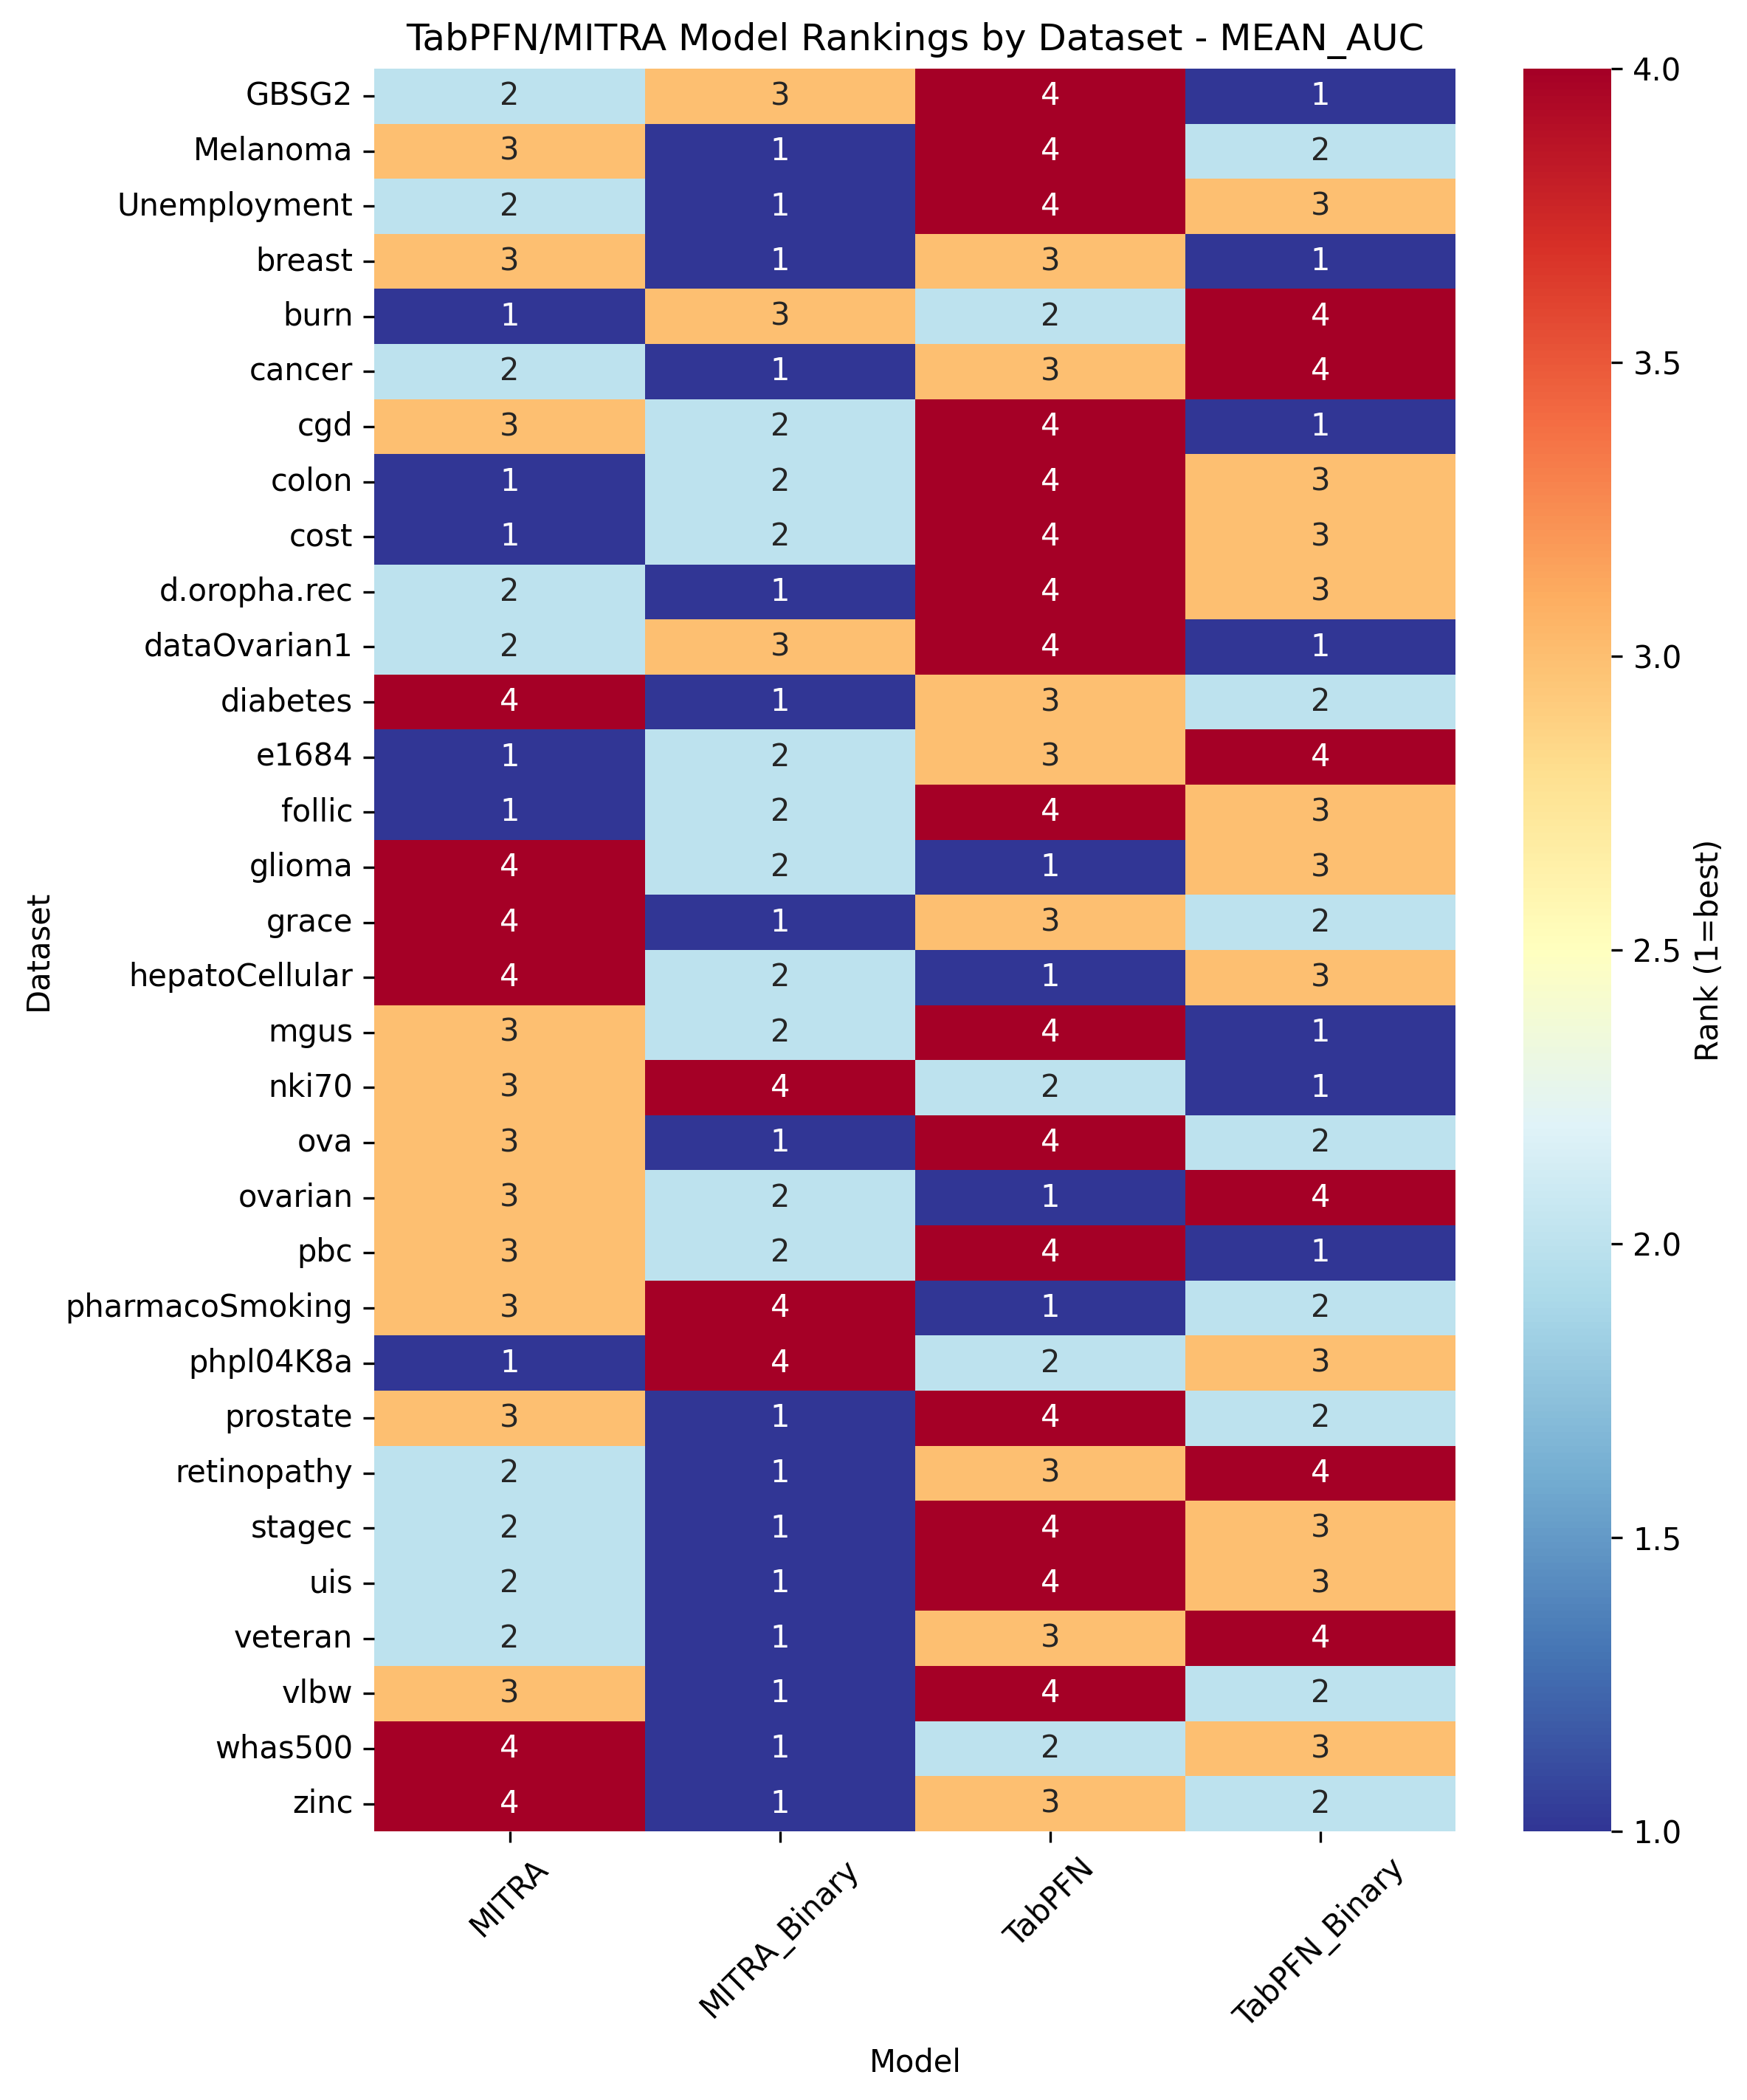 TabPFN/MITRA Model Rankings by Dataset - MEAN_AUC
GBSG2 2 3 4 1
Melanoma 3 1 4 2
Unemployment 2 1 4 3
breast 3 1 3 1
burn 1 3 2 4
cancer 2 1 3 4
cgd 3 2 4 1
colon 1 2 4 3
cost 1 2 4 3
d.oropha.rec 2 1 4 3
dataOvarian1 2 3 4 1
diabetes 4 1 3 2
e1684 1 2 3 4
follic 1 2 4 3
glioma 4 2 1 3
grace 4 1 3 2
hepatoCellular 4 2 1 3
mgus 3 2 4 1
nki70 3 4 2 1
ova 3 1 4 2
ovarian 3 2 1 4
pbc 3 2 4 1
pharmacoSmoking 3 4 1 2
phpl04K8a 1 4 2 3
prostate 3 1 4 2
retinopathy 2 1 3 4
stagec 2 1 4 3
uis 2 1 4 3
veteran 2 1 3 4
vlbw 3 1 4 2
whas500 4 1 2 3
zinc 4 1 3 2
Dataset
MITRA
MITRA_Binary
TabPFN
TabPFN_Binary
Model
4.0
3.5
3.0
2.5
2.0
1.5
1.0
Rank (1=best)